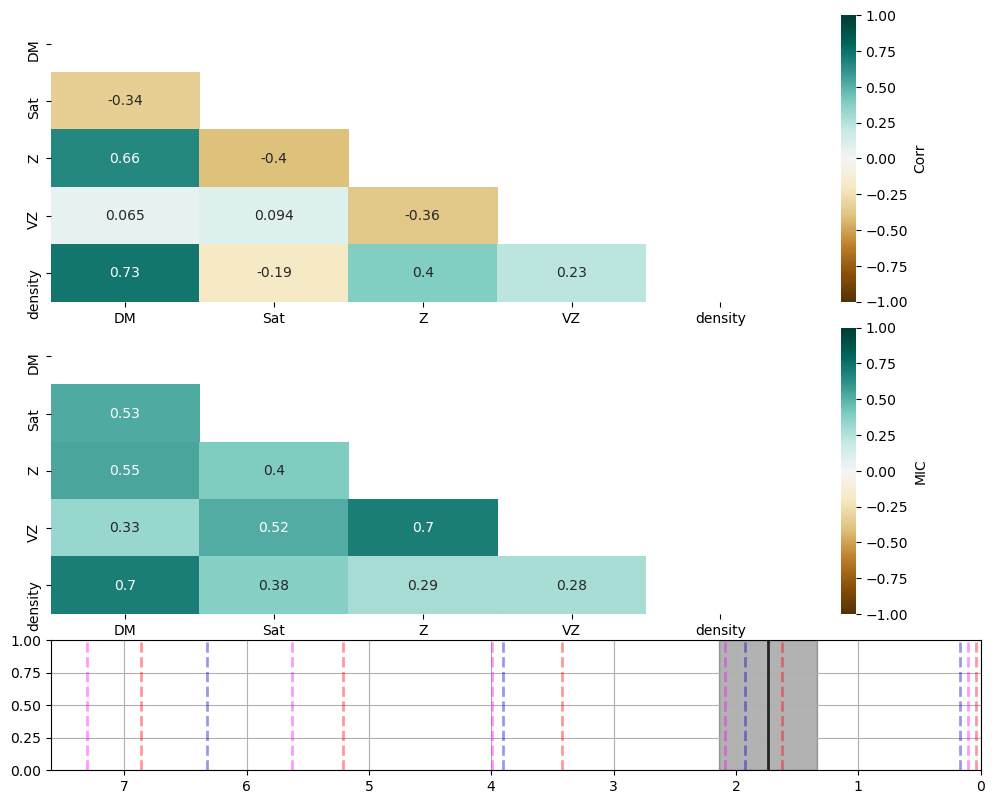 DM
Sat
Z
VZ
density
-0.34
0.66
-0.4
0.065
0.094
-0.36
0.73
-0.19
0.4
0.23
DM
Sat
Z
VZ
density
1.00
0.75
0.50
0.25
0.00
−0.25
−0.50
−0.75
−1.00
Corr
DM
Sat
Z
VZ
density
0.53
0.55
0.4
0.33
0.52
0.7
0.7
0.38
0.29
0.28
DM
Sat
Z
VZ
density
1.00
0.75
0.50
0.25
0.00
−0.25
−0.50
−0.75
−1.00
MIC
1.00
0.75
0.50
0.25
0.00
7
6
5
4
3
2
1
0